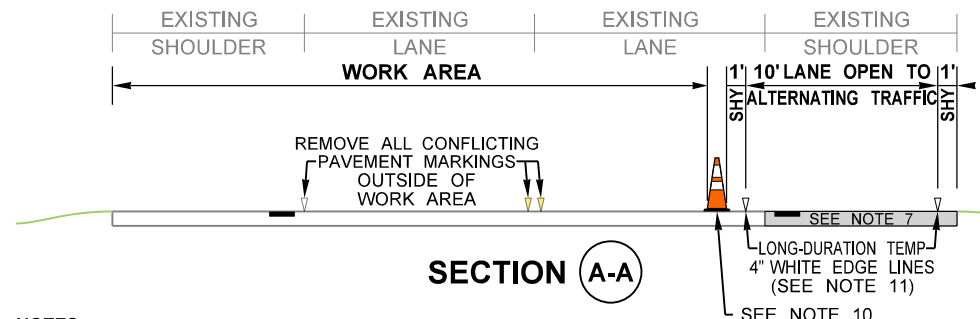 EXISTING EXISTING EXISTING EXISTING
SHOULDER LANE LANE SHOULDER
WORK AREA 1' 10' LANE OPEN TO 1'
SHY ALTERNATING TRAFFIC SHY
REMOVE ALL CONFLICTING
PAVEMENT MARKINGS
OUTSIDE OF
WORK AREA
SEE NOTE 7
LONG-DURATION TEMP
4" WHITE EDGE LINES
(SEE NOTE 11)
SECTION A-A
SEE NOTE 10
NOTES